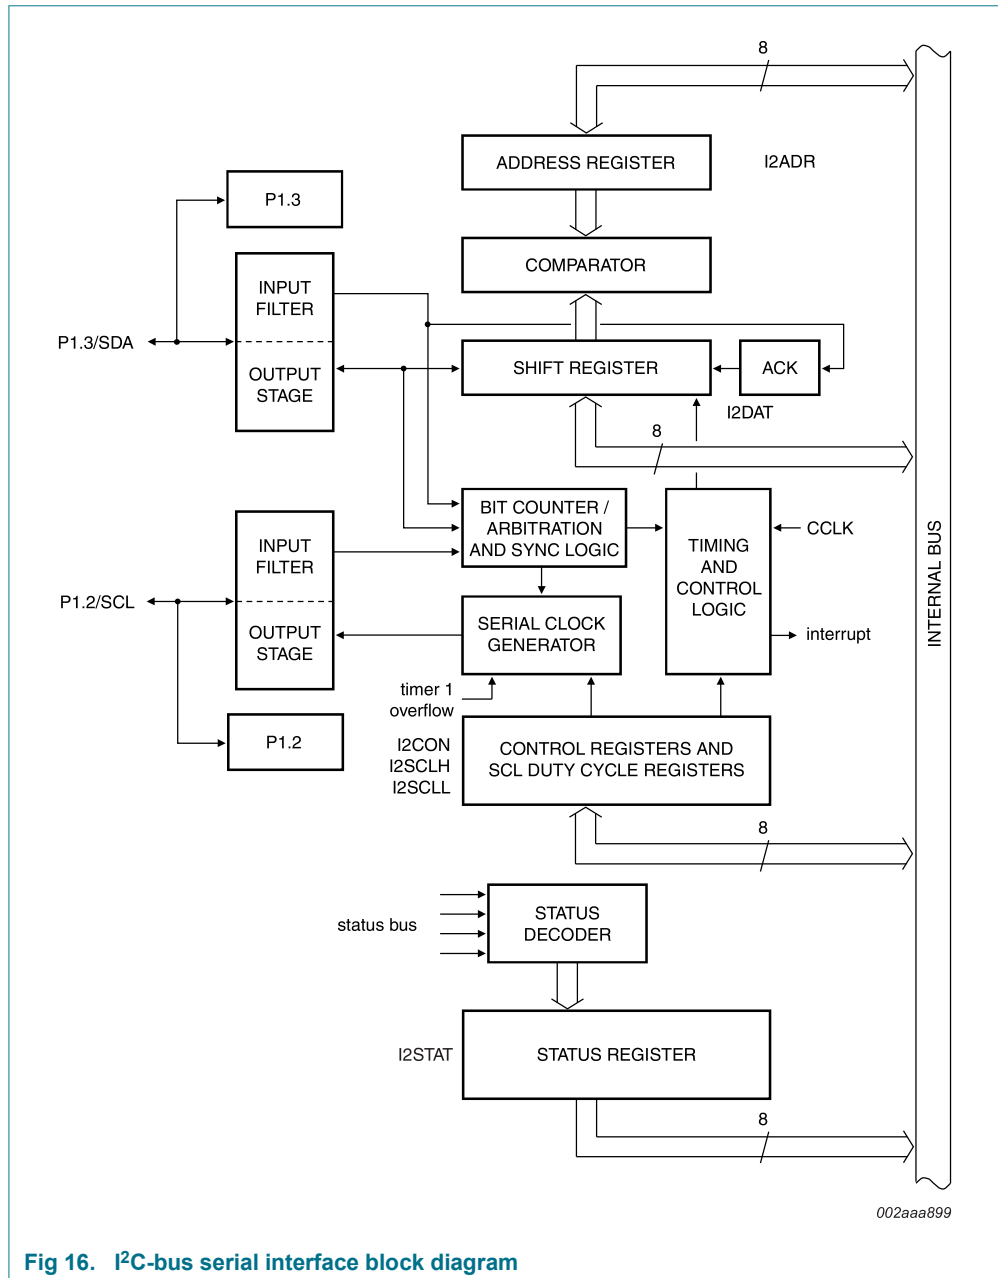 8
ADDRESS REGISTER
I2ADR
P1.3
COMPARATOR
INPUT
FILTER
P1.3/SDA
OUTPUT
STAGE
SHIFT REGISTER
ACK
I2DAT
8
BIT COUNTER /
ARBITRATION
AND SYNC LOGIC
INPUT
FILTER
TIMING
AND
CONTROL
LOGIC
CCLK
INTERNAL BUS
P1.2/SCL
OUTPUT
STAGE
SERIAL CLOCK
GENERATOR
interrupt
timer 1
overflow
P1.2
I2CON
I2SCLH
I2SCLL
CONTROL REGISTERS AND
SCL DUTY CYCLE REGISTERS
8
status bus
STATUS
DECODER
I2STAT
STATUS REGISTER
8
002aaa899
Fig 16. I²C-bus serial interface block diagram